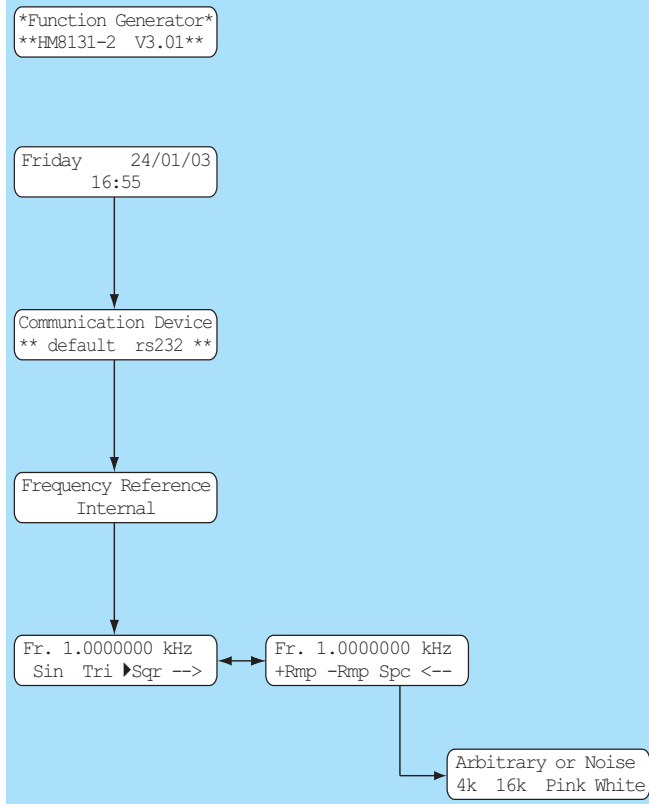 *Function Generator*
**HM8131-2 V3.01**
Friday 24/01/03
16:55
Communication Device
** default rs232 **
Frequency Reference
Internal
Fr. 1.0000000 kHz
Sin Tri ▶Sqr -->
Fr. 1.0000000 kHz
+Rmp -Rmp Spc <--
Arbitrary or Noise
4k 16k Pink White